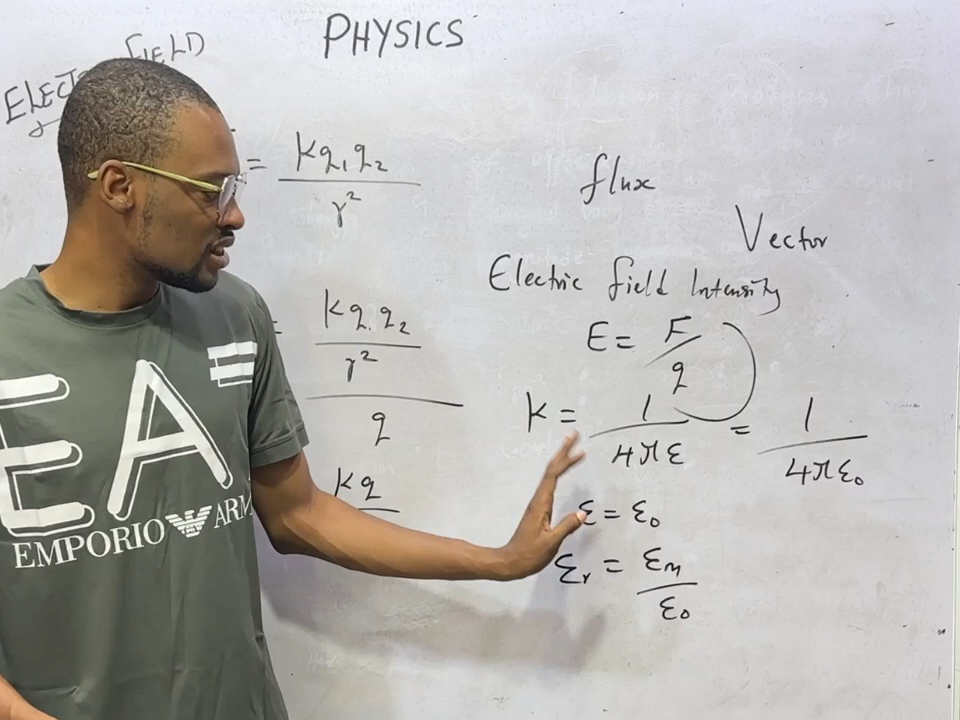 PHYSICS
FIELD
= Kq₁q₂
r²
flux
Vector
Electric field Intensity
Kq₁q₂
r²
q
Kq
E = F
q
K = 1 = 1
4πε 4πε₀
ε = ε₀
εᵣ = εm
ε₀
EA
EMPORIO ARM